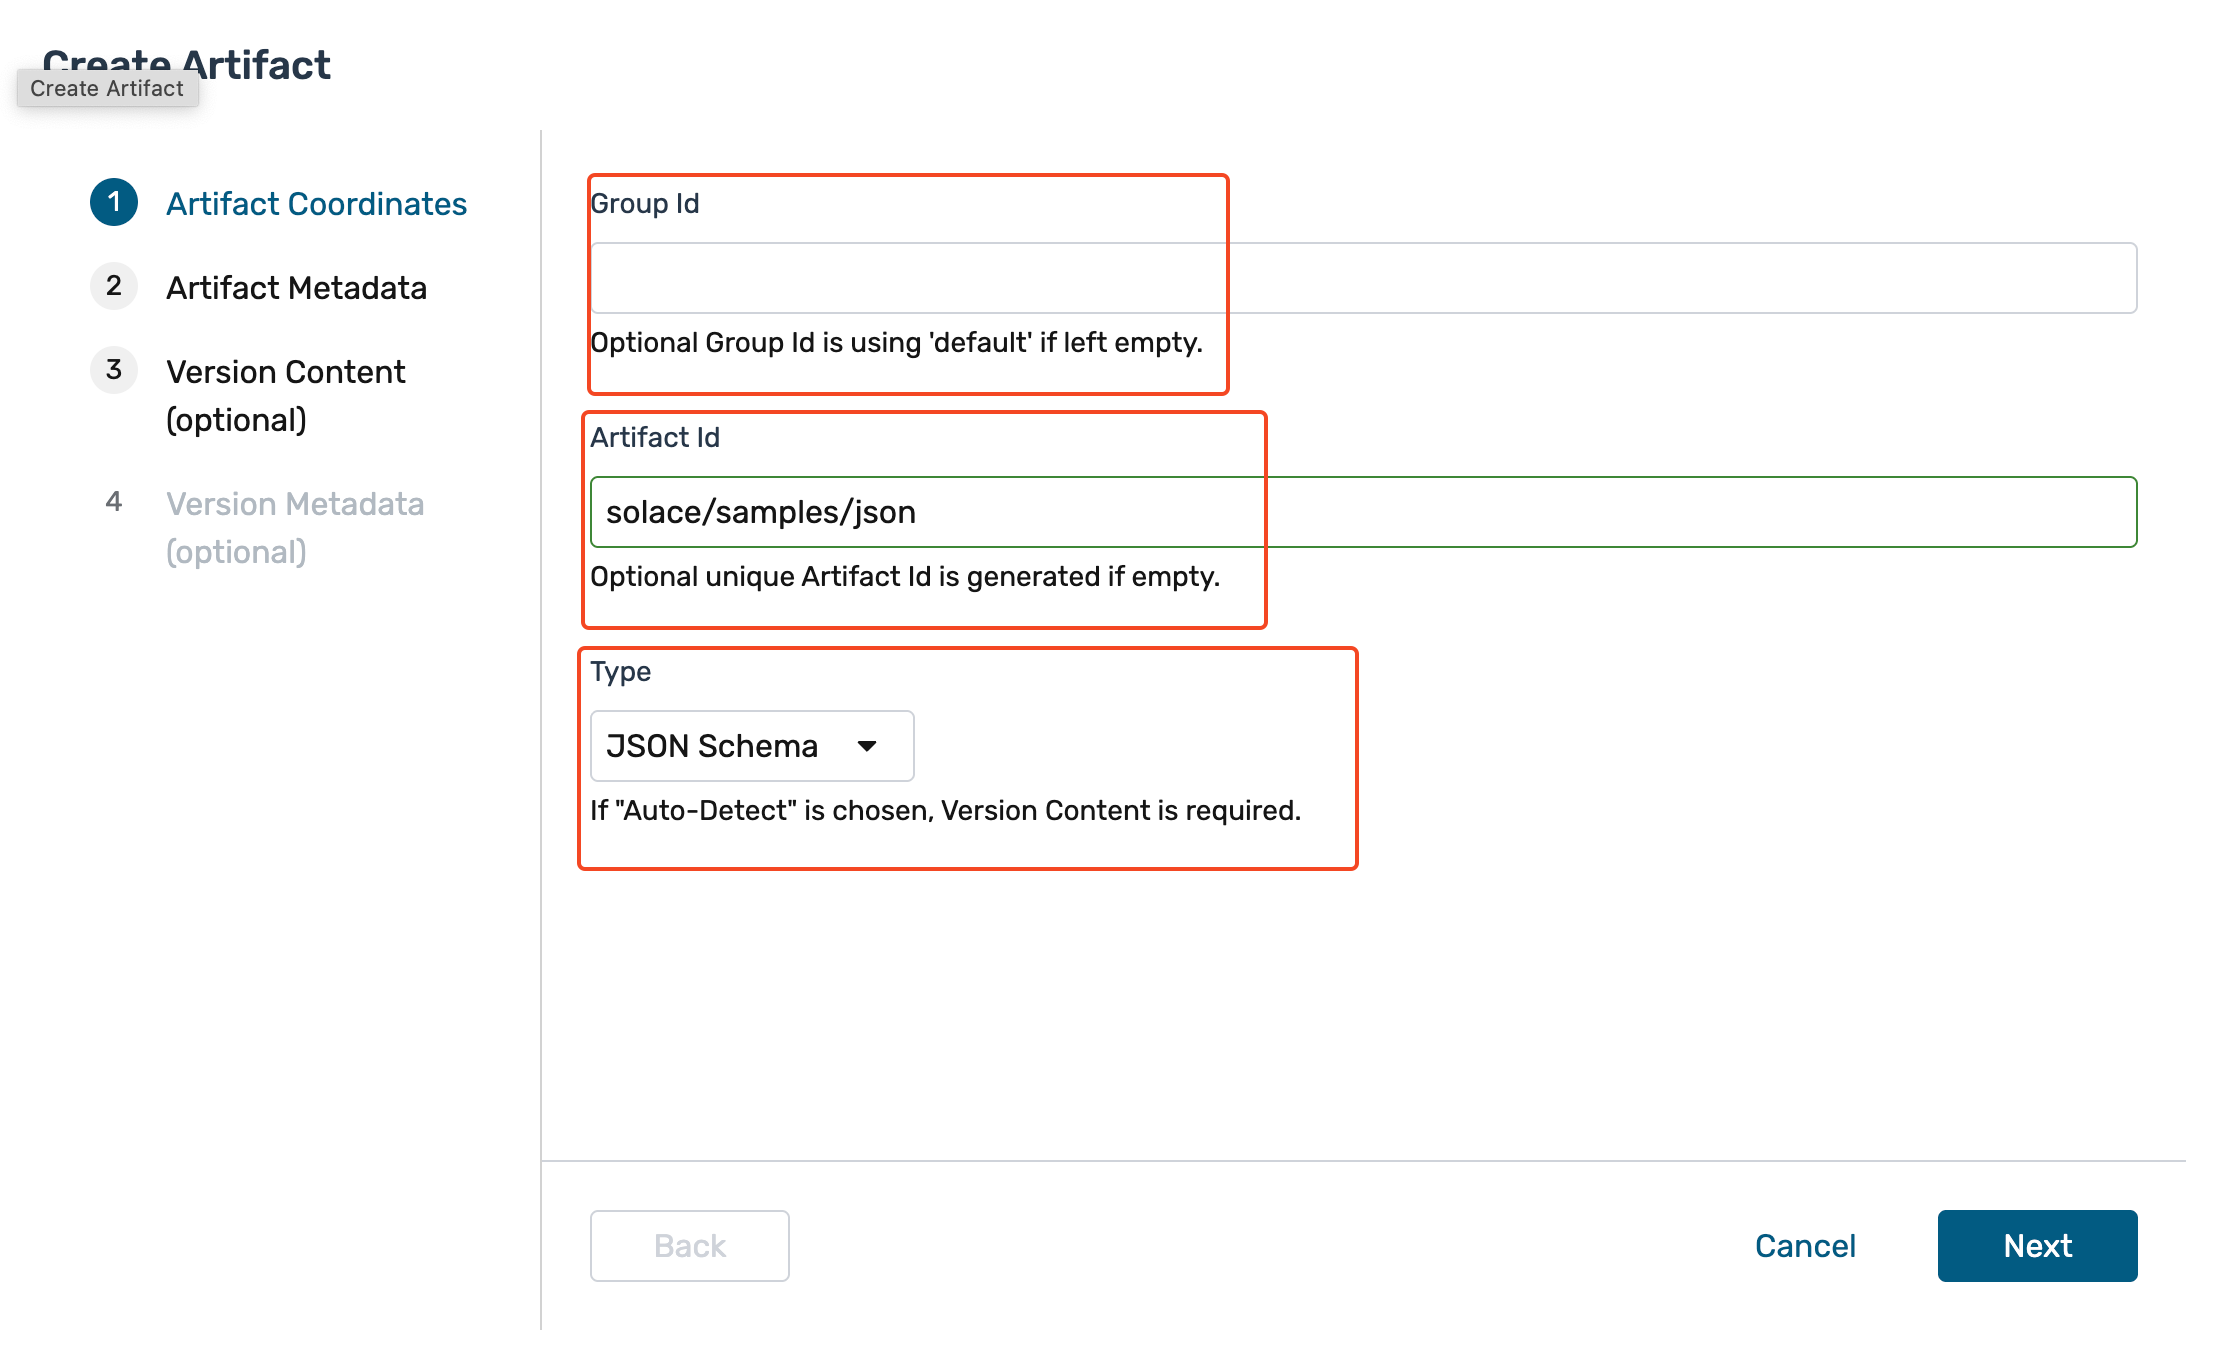 Create Artifact
Create Artifact
1 Artifact Coordinates
2 Artifact Metadata
3 Version Content
(optional)
4 Version Metadata
(optional)
Group Id
Optional Group Id is using 'default' if left empty.
Artifact Id
solace/samples/json
Optional unique Artifact Id is generated if empty.
Type
JSON Schema
If "Auto-Detect" is chosen, Version Content is required.
Back
Cancel
Next